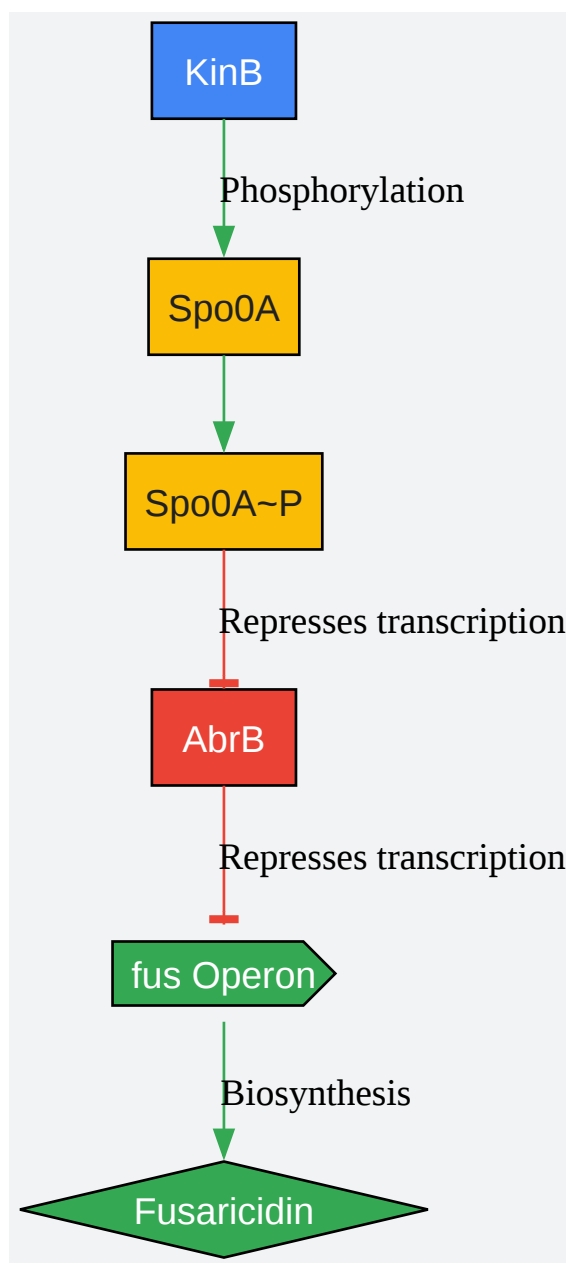 KinB
Phosphorylation
Spo0A
Spo0A~P
Represses transcription
AbrB
Represses transcription
fus Operon
Biosynthesis
Fusaricidin